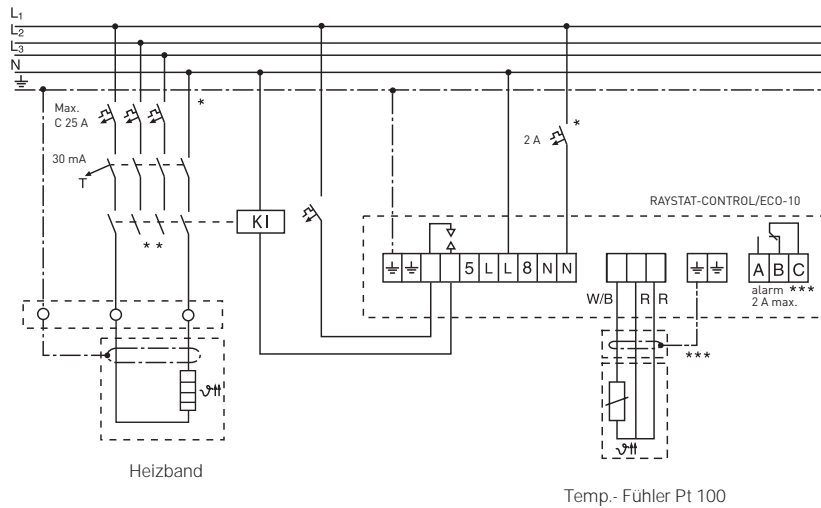 L1
L2
L3
N
Max.
C 25 A
*
2 A
*
30 mA
T
RAYSTAT-CONTROL/ECO-10
* *
KI
5 L L 8 N N
A B C
W/B R R
alarm ***
2 A max.
***
ϑ
ϑ
Heizband
Temp.- Fühler Pt 100